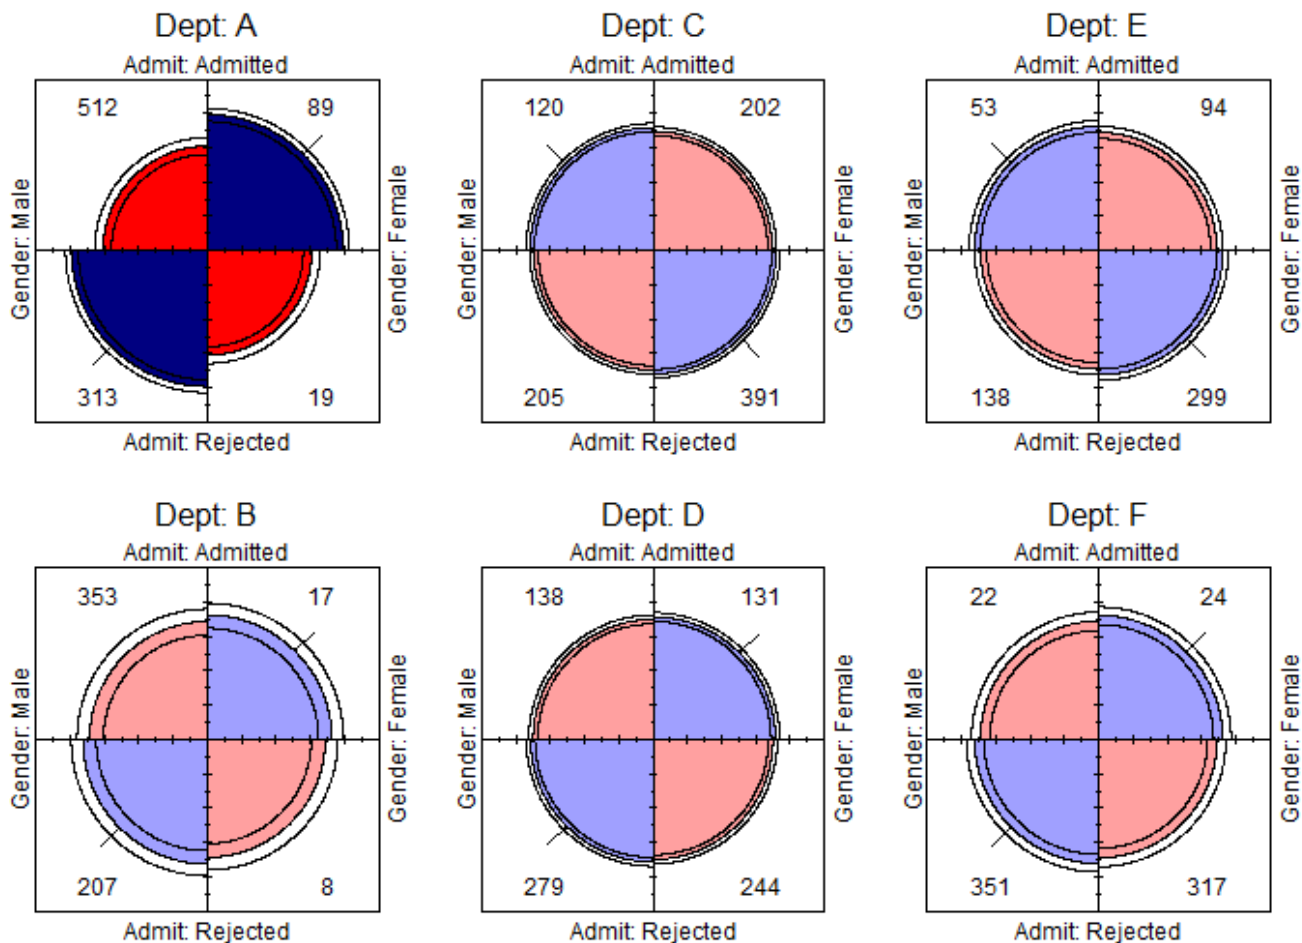 Dept: A
Admit: Admitted
512 89
Gender: Male
Gender: Female
313 19
Admit: Rejected
Dept: C
Admit: Admitted
120 202
Gender: Male
Gender: Female
205 391
Admit: Rejected
Dept: E
Admit: Admitted
53 94
Gender: Male
Gender: Female
138 299
Admit: Rejected
Dept: B
Admit: Admitted
353 17
Gender: Male
Gender: Female
207 8
Admit: Rejected
Dept: D
Admit: Admitted
138 131
Gender: Male
Gender: Female
279 244
Admit: Rejected
Dept: F
Admit: Admitted
22 24
Gender: Male
Gender: Female
351 317
Admit: Rejected